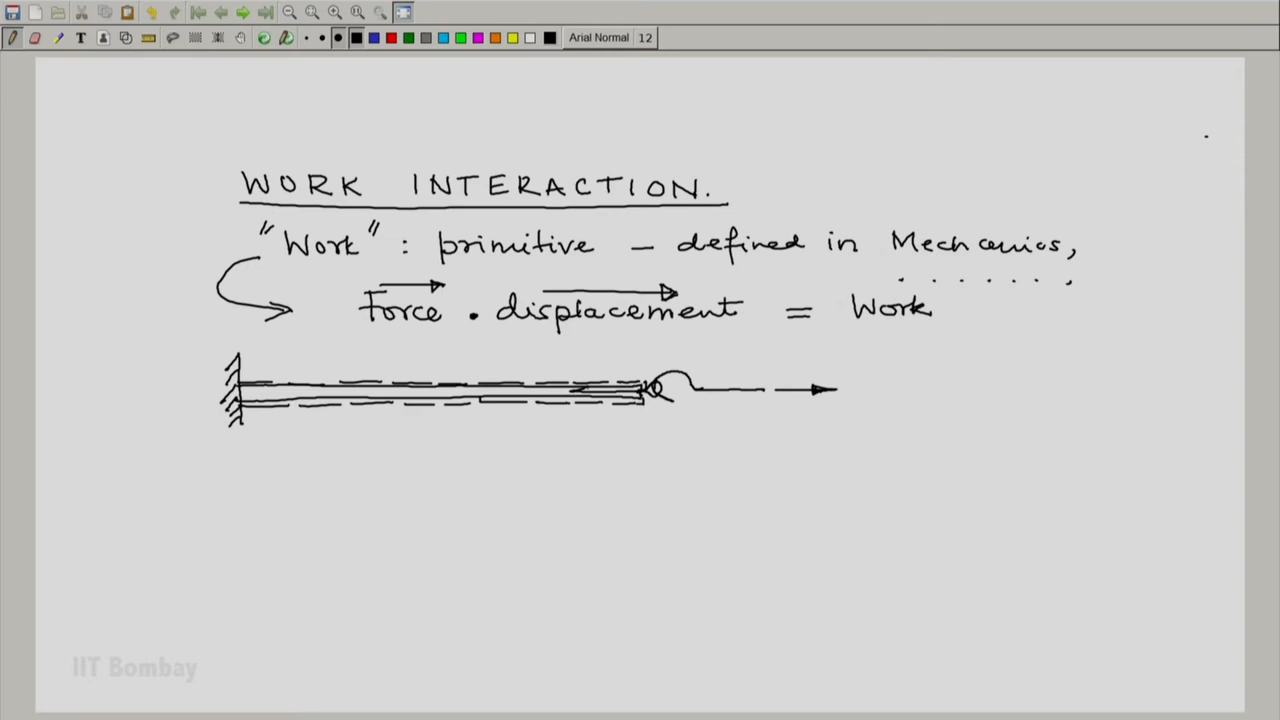 Arial Normal 12
WORK INTERACTION.
"Work" : primitive – defined in Mechanics,
. . . . . . ,
Force . displacement = Work
IIT Bombay